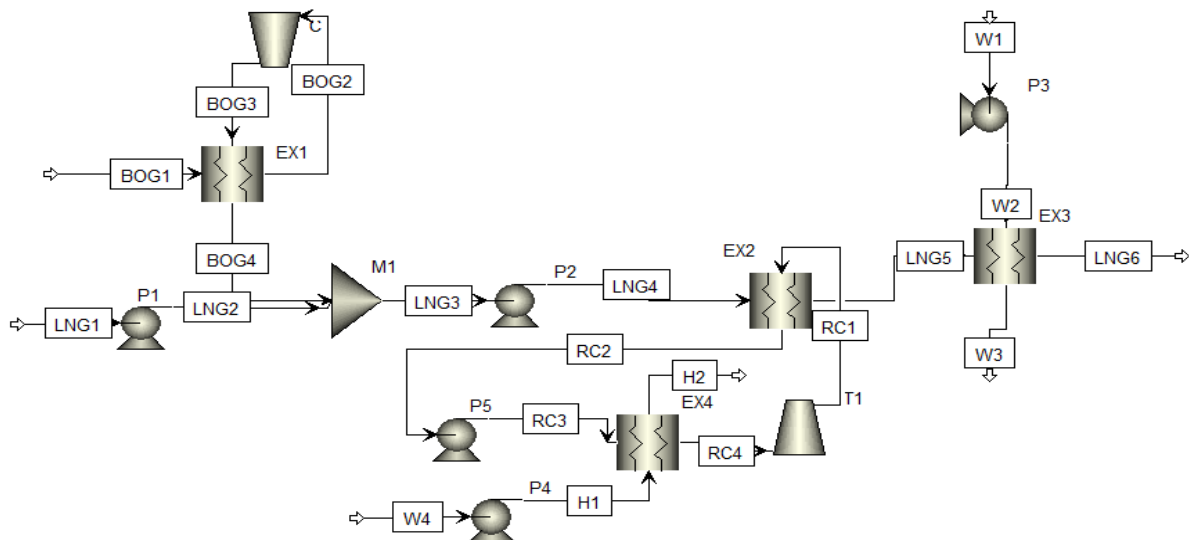 C
W1
BOG2
P3
BOG3
EX1
BOG1
W2
EX3
BOG4
M1
EX2
LNG5
LNG6
P1
LNG2
P2
LNG4
LNG1
LNG3
RC1
RC2
W3
H2
EX4
T1
P5
RC3
RC4
P4
H1
W4